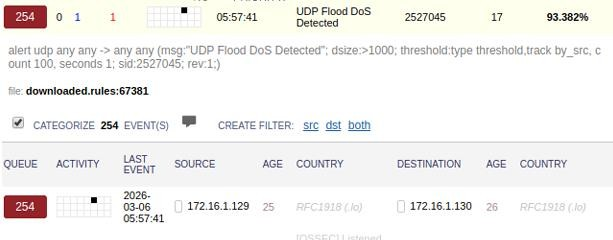 254 0 1 1 05:57:41 UDP Flood DoS Detected 2527045 17 93.382%
alert udp any any -> any any (msg:"UDP Flood DoS Detected"; dsize:>1000; threshold:type threshold,track by_src, c
ount 100, seconds 1; sid:2527045; rev:1;)
file: downloaded.rules:67381
CATEGORIZE 254 EVENT(S) CREATE FILTER: src dst both
QUEUE ACTIVITY LAST EVENT SOURCE AGE COUNTRY DESTINATION AGE COUNTRY
254 2026-03-06 05:57:41 172.16.1.129 25 RFC1918 (.lo) 172.16.1.130 26 RFC1918 (.lo)
[OSSEC] Listened